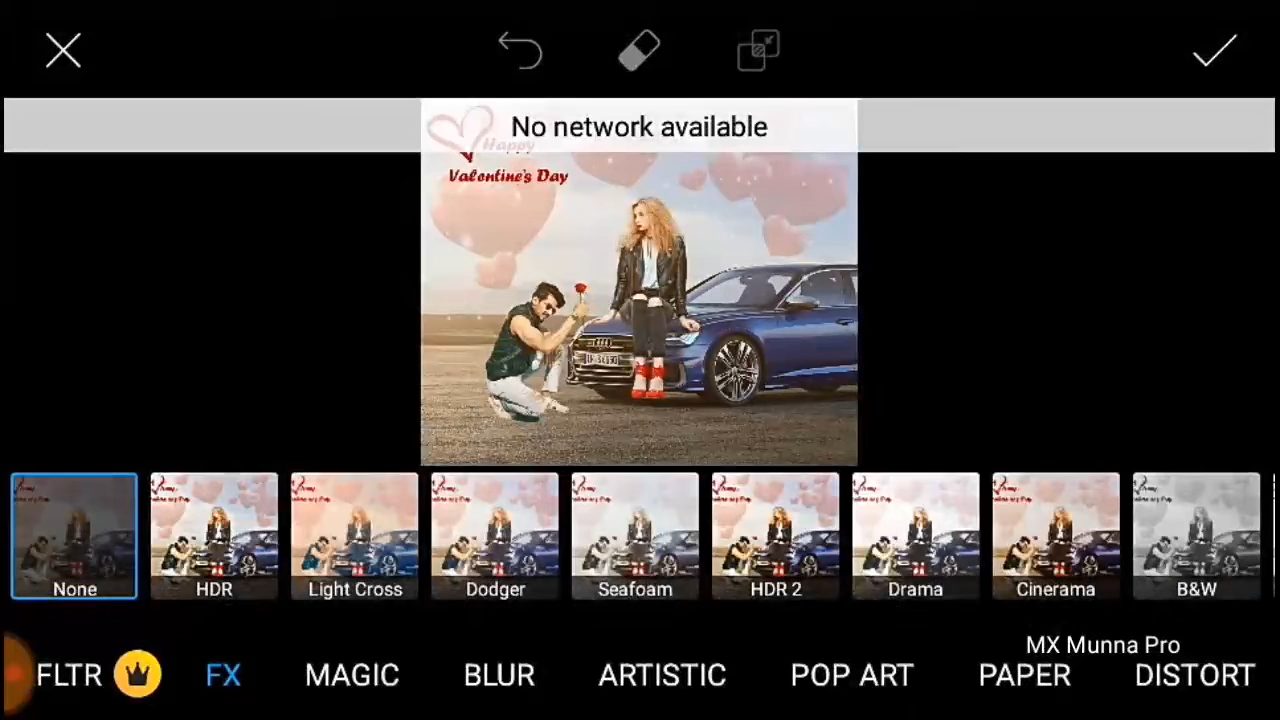 No network available
Happy
Valentine's Day
None
HDR
Light Cross
Dodger
Seafoam
HDR 2
Drama
Cinerama
B&W
MX Munna Pro
FLTR
FX
MAGIC
BLUR
ARTISTIC
POP ART
PAPER
DISTORT